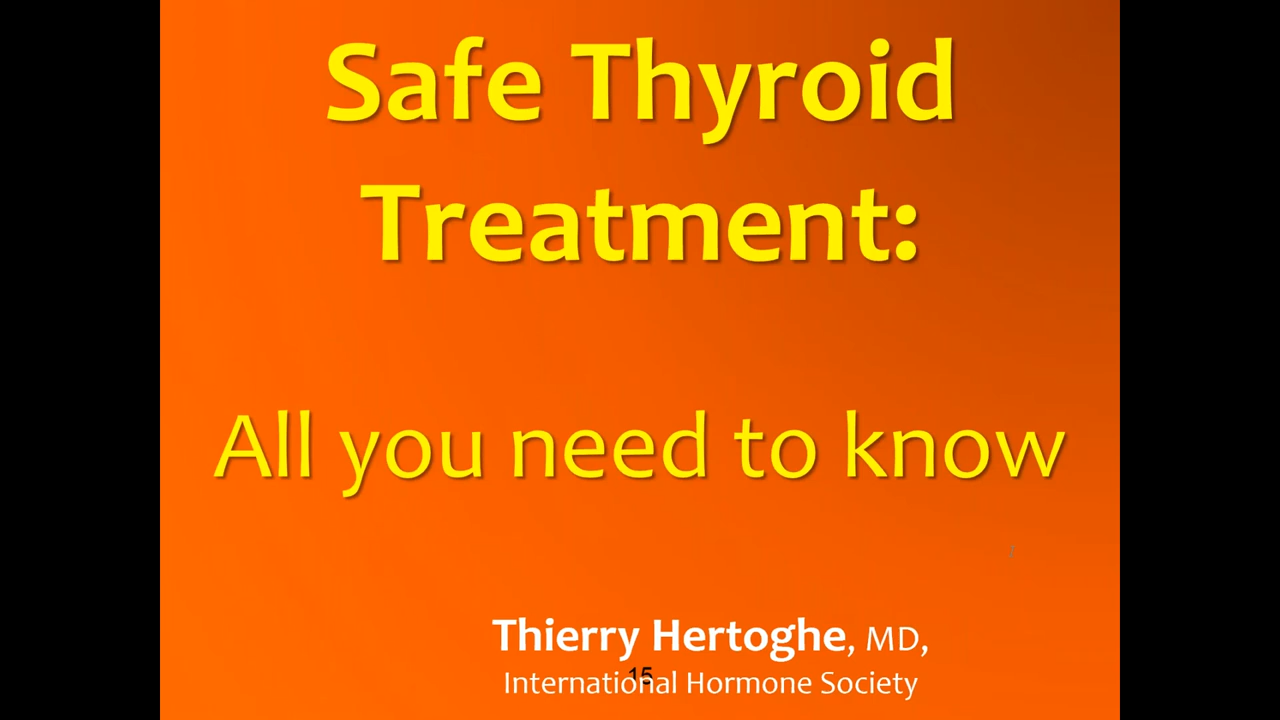 Safe Thyroid
Treatment:
All you need to know
Thierry Hertoghe, MD,
15
International Hormone Society